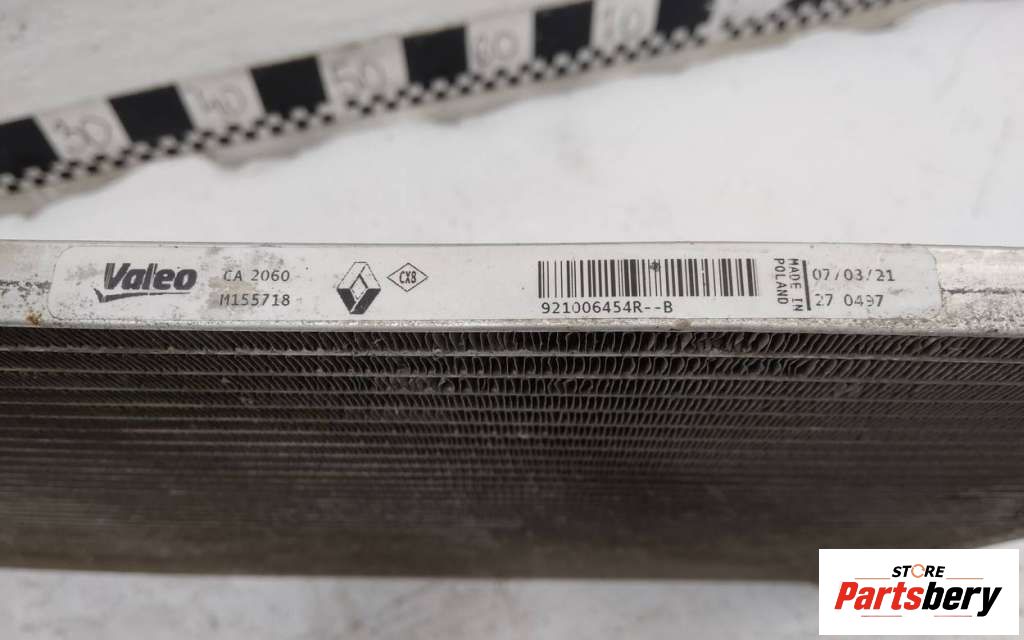 30 40 50 60 80
Valeo
CA 2060
M155718
CX8
921006454R--B
MADE IN
POLAND
07/03/21
27 0497
STORE
Partsbery